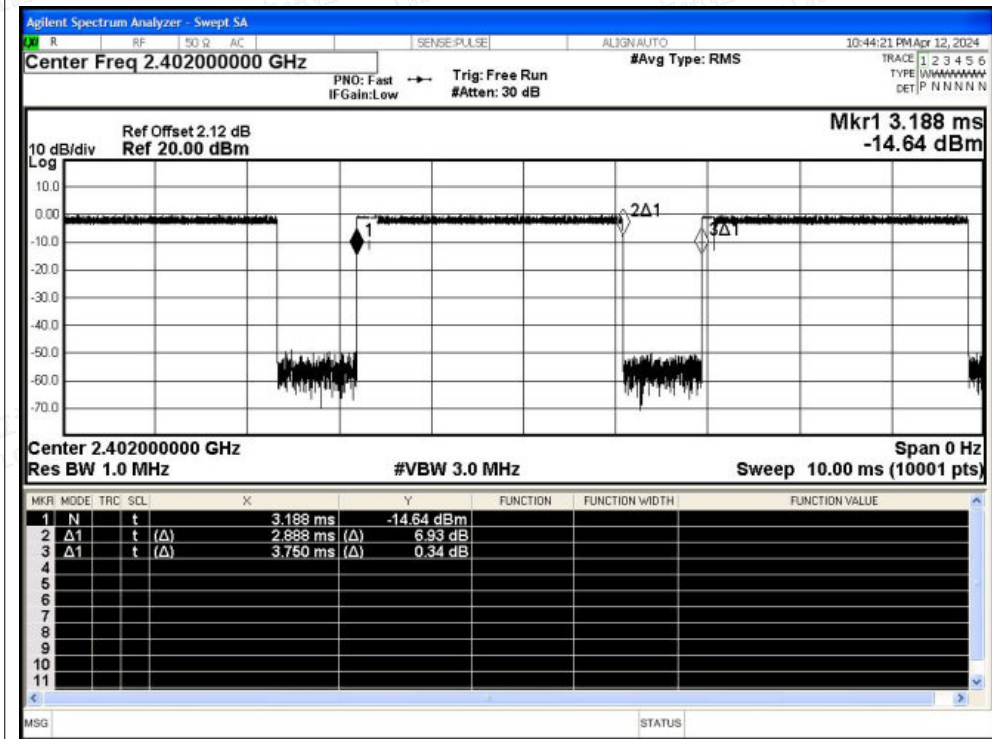 Agilent Spectrum Analyzer - Swept SA
LXI R RF 50 Ω AC SENSE:PULSE ALIGN AUTO 10:44:21 PM Apr 12, 2024
Center Freq 2.402000000 GHz #Avg Type: RMS TRACE 1 2 3 4 5 6
PNO: Fast Trig: Free Run TYPE WWWWWW
IFGain:Low #Atten: 30 dB DET P N N N N N
Mkr1 3.188 ms
Ref Offset 2.12 dB
10 dB/div Ref 20.00 dBm -14.64 dBm
Log
10.0
0.00 2Δ1
1 3Δ1
-10.0
-20.0
-30.0
-40.0
-50.0
-60.0
-70.0
Center 2.402000000 GHz Span 0 Hz
Res BW 1.0 MHz #VBW 3.0 MHz Sweep 10.00 ms (10001 pts)
MKR MODE TRC SCL X Y FUNCTION FUNCTION WIDTH FUNCTION VALUE
1 N t 3.188 ms -14.64 dBm
2 Δ1 t (Δ) 2.888 ms (Δ) 6.93 dB
3 Δ1 t (Δ) 3.750 ms (Δ) 0.34 dB
4
5
6
7
8
9
10
11
MSG STATUS